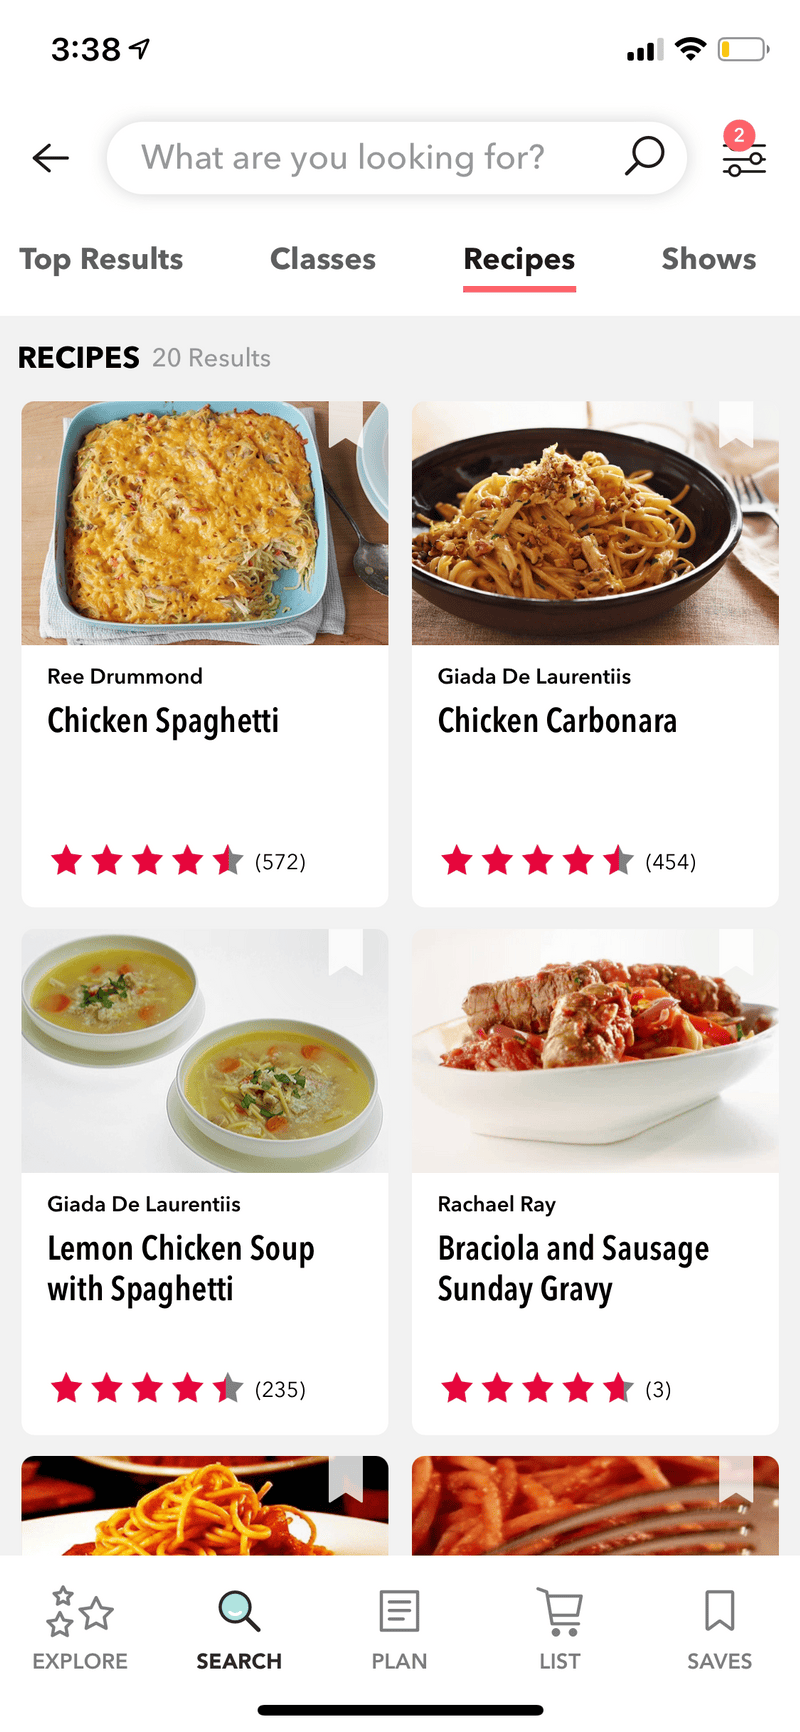 3:38
What are you looking for?
2
Top Results Classes Recipes Shows
RECIPES 20 Results
Ree Drummond
Chicken Spaghetti
(572)
Giada De Laurentiis
Chicken Carbonara
(454)
Giada De Laurentiis
Lemon Chicken Soup
with Spaghetti
(235)
Rachael Ray
Braciola and Sausage
Sunday Gravy
(3)
EXPLORE SEARCH PLAN LIST SAVES